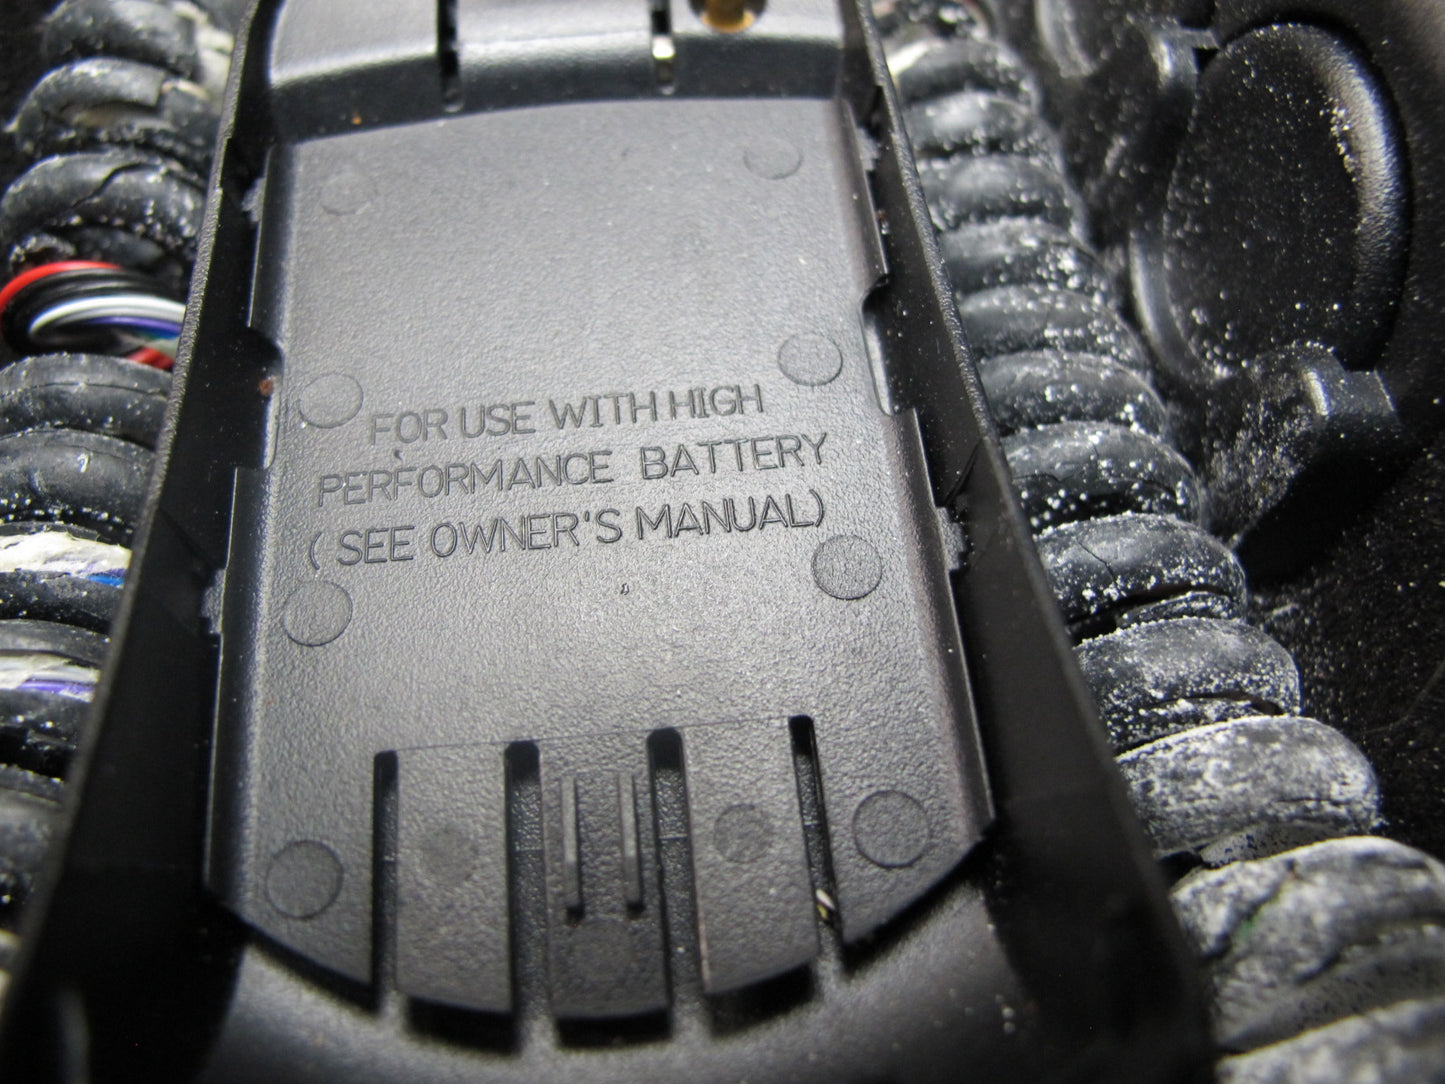 FOR USE WITH HIGH
PERFORMANCE BATTERY
( SEE OWNER'S MANUAL)